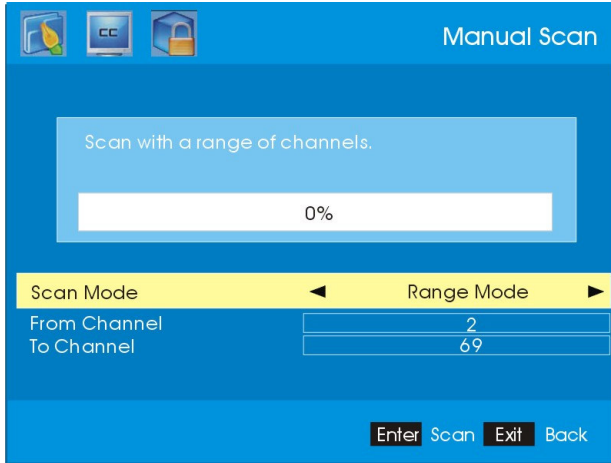 CC
Manual Scan
Scan with a range of channels.
0%
Scan Mode ◄ Range Mode ►
From Channel 2
To Channel 69
Enter Scan Exit Back